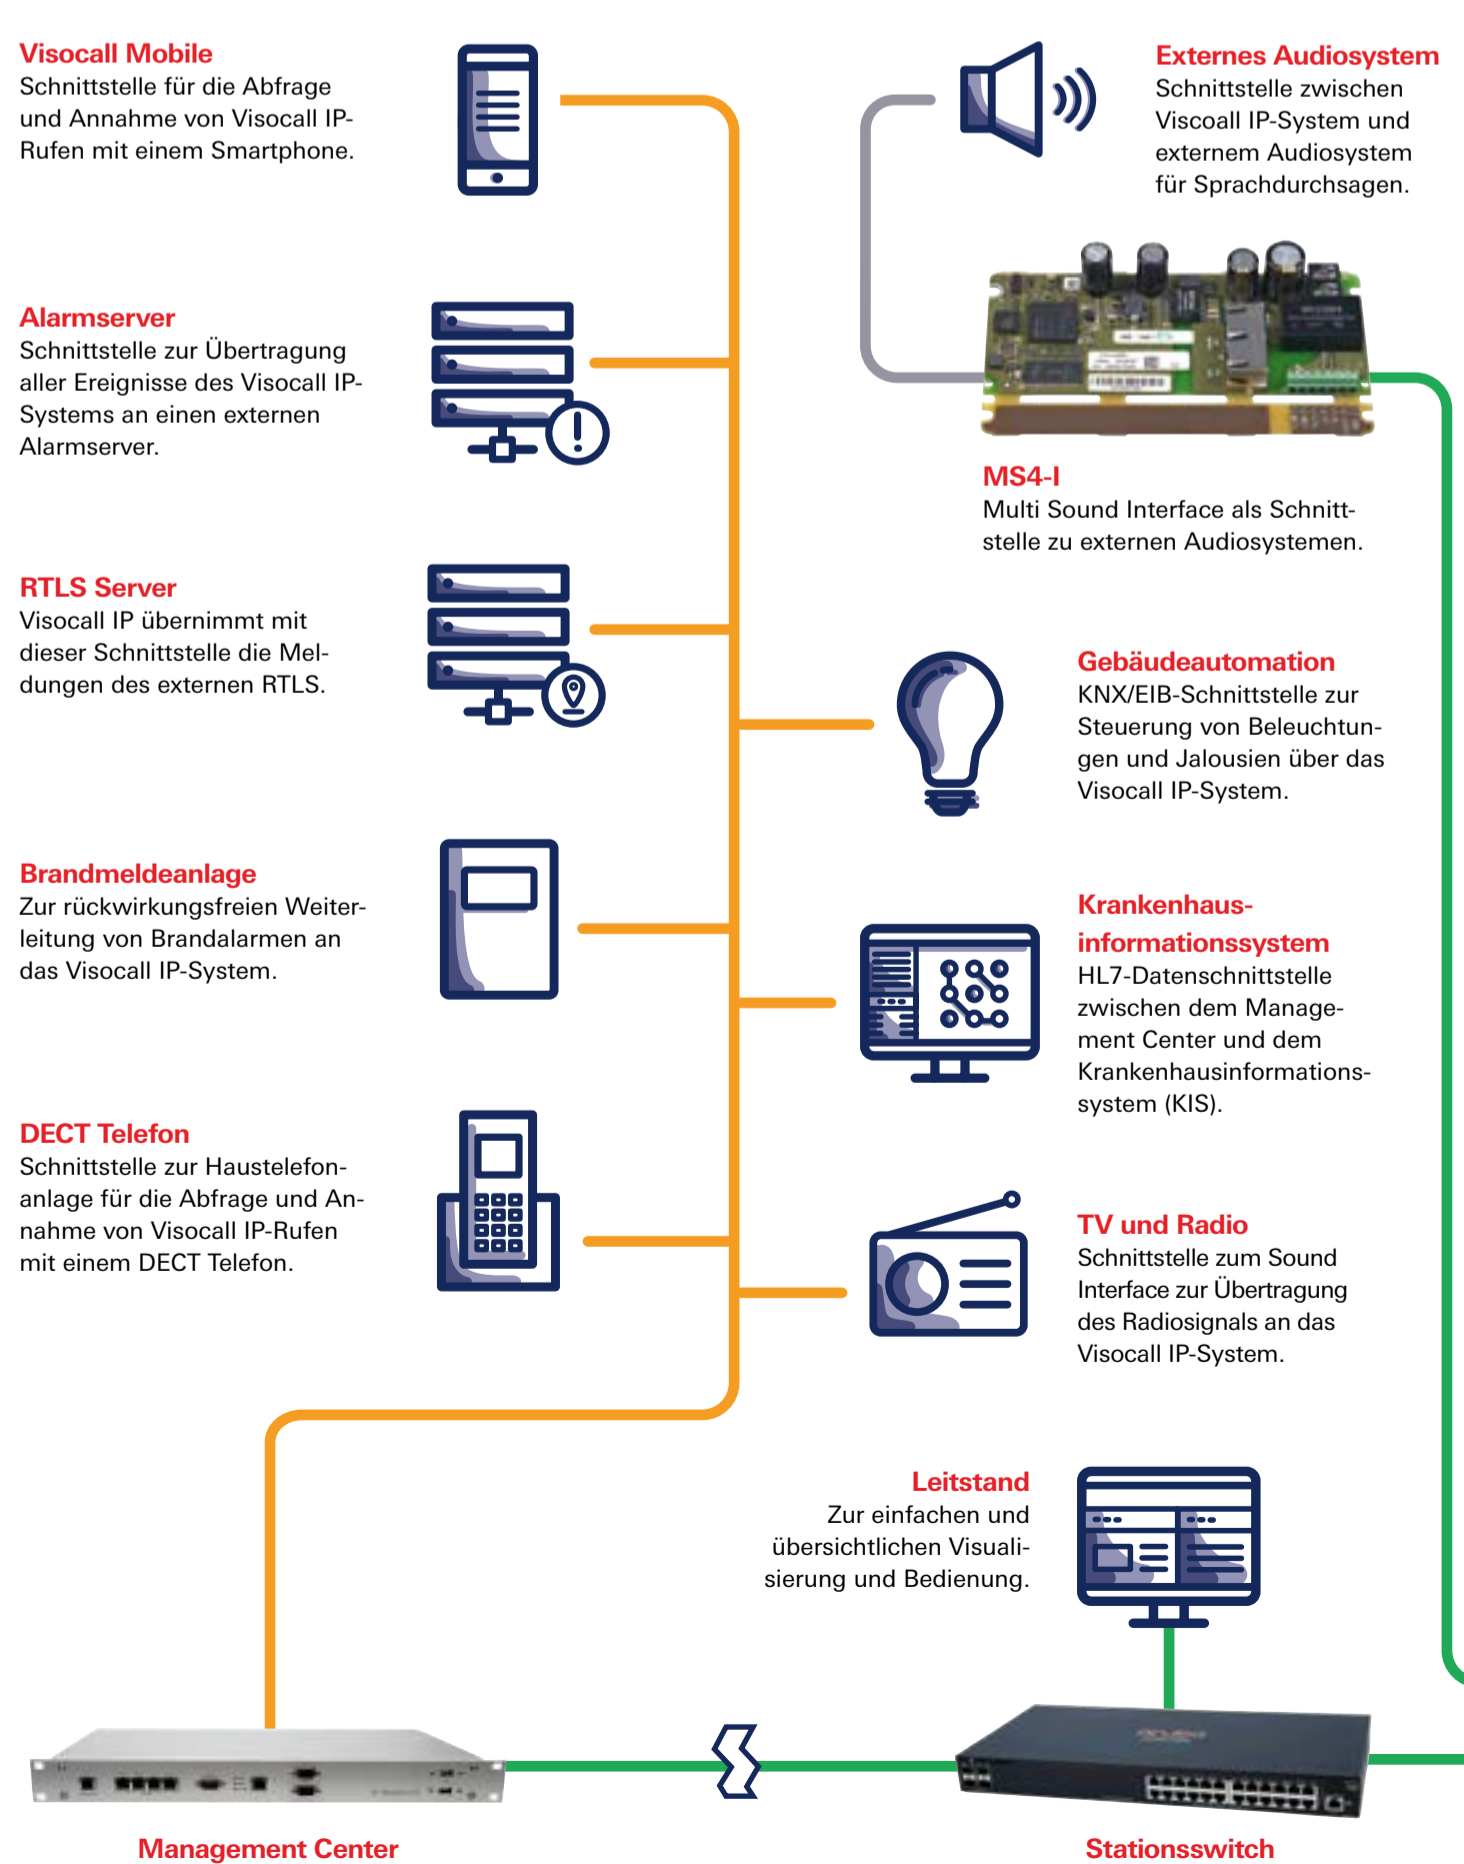 Visocall Mobile
Schnittstelle für die Abfrage
und Annahme von Visocall IP-
Rufen mit einem Smartphone.
Externes Audiosystem
Schnittstelle zwischen
Viscoall IP-System und
externem Audiosystem
für Sprachdurchsagen.
Alarmserver
Schnittstelle zur Übertragung
aller Ereignisse des Visocall IP-
Systems an einen externen
Alarmserver.
MS4-I
Multi Sound Interface als Schnitt-
stelle zu externen Audiosystemen.
RTLS Server
Visocall IP übernimmt mit
dieser Schnittstelle die Mel-
dungen des externen RTLS.
Gebäudeautomation
KNX/EIB-Schnittstelle zur
Steuerung von Beleuchtun-
gen und Jalousien über das
Visocall IP-System.
Brandmeldeanlage
Zur rückwirkungsfreien Weiter-
leitung von Brandalarmen an
das Visocall IP-System.
Krankenhaus-
informationssystem
HL7-Datenschnittstelle
zwischen dem Manage-
ment Center und dem
Krankenhausinformations-
system (KIS).
DECT Telefon
Schnittstelle zur Haustelefon-
anlage für die Abfrage und An-
nahme von Visocall IP-Rufen
mit einem DECT Telefon.
TV und Radio
Schnittstelle zum Sound
Interface zur Übertragung
des Radiosignals an das
Visocall IP-System.
Leitstand
Zur einfachen und
übersichtlichen Visuali-
sierung und Bedienung.
Management Center
Stationsswitch